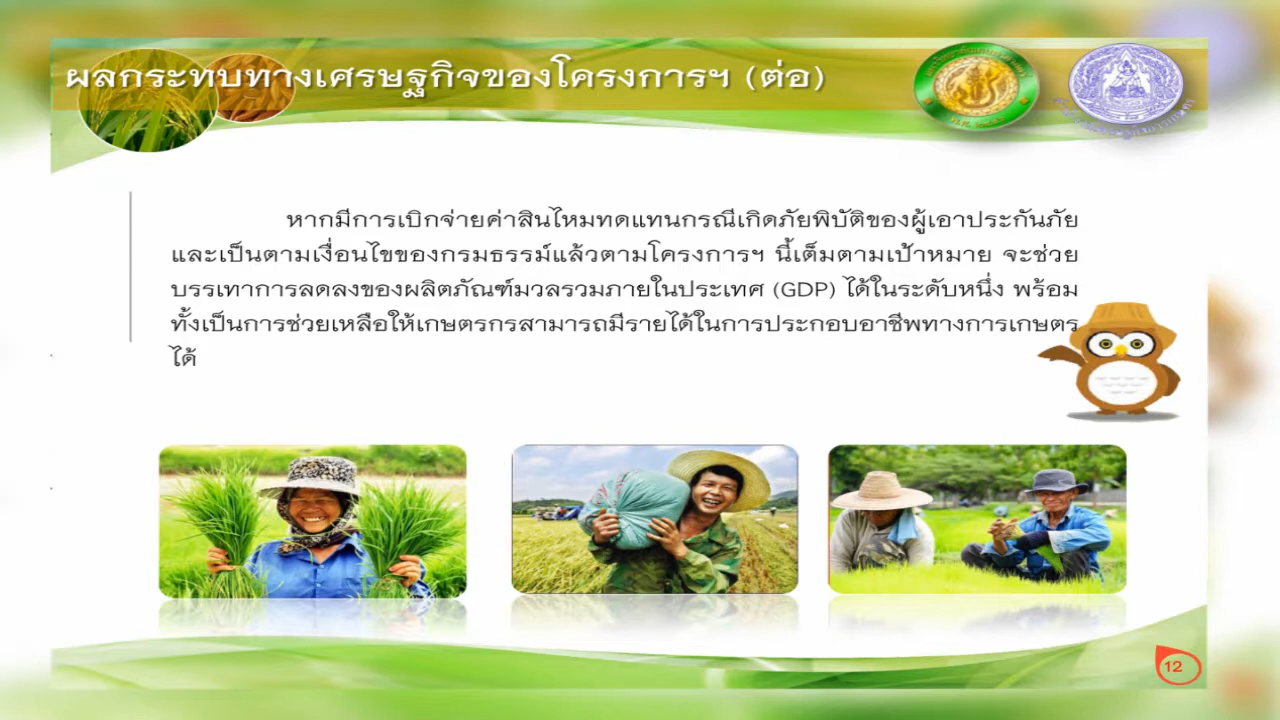 ผลกระทบทางเศรษฐกิจของโครงการฯ (ต่อ)
หากมีการเบิกจ่ายค่าสินไหมทดแทนกรณีเกิดภัยพิบัติของผู้เอาประกันภัย
และเป็นตามเงื่อนไขของกรมธรรม์แล้วตามโครงการฯ นี้เต็มตามเป้าหมาย จะช่วย
บรรเทาการลดลงของผลิตภัณฑ์มวลรวมภายในประเทศ (GDP) ได้ในระดับหนึ่ง พร้อม
ทั้งเป็นการช่วยเหลือให้เกษตรกรสามารถมีรายได้ในการประกอบอาชีพทางการเกษตร
ได้
12